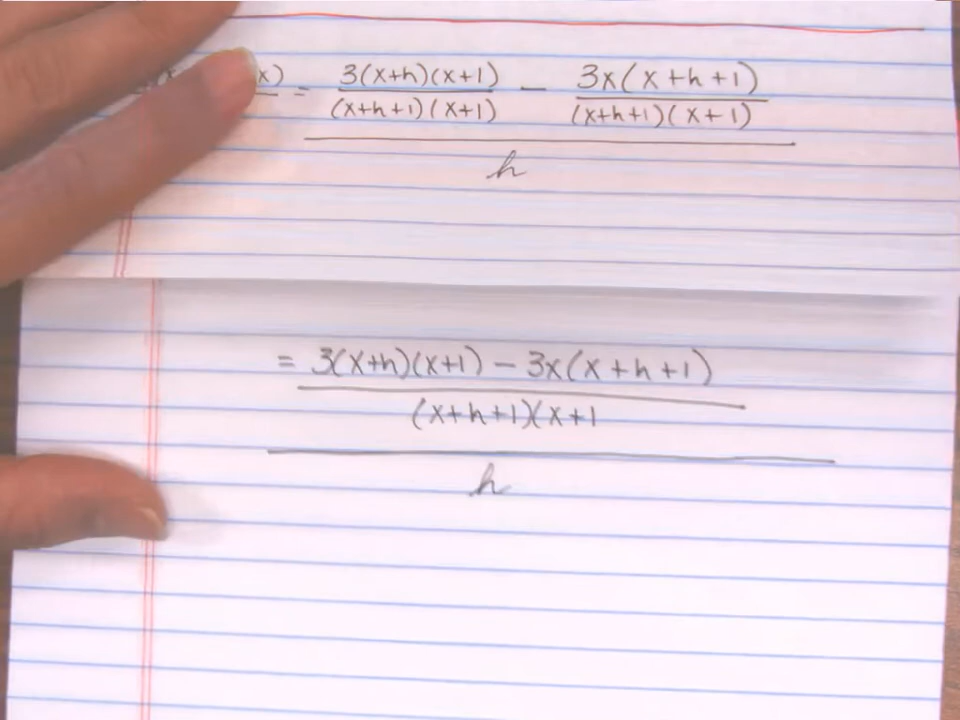 x) = 3(x+h)(x+1) / (x+h+1)(x+1) − 3x(x+h+1) / (x+h+1)(x+1)
h
= 3(x+h)(x+1) − 3x(x+h+1)
(x+h+1)(x+1
h